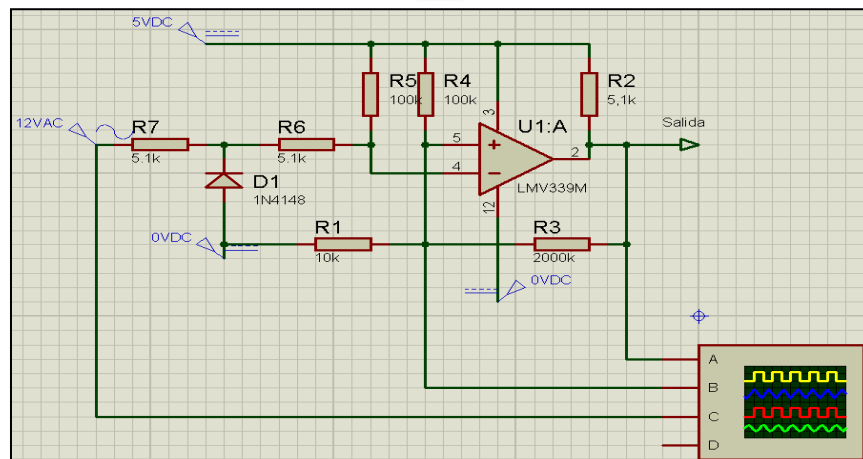 5VDC
R5
100k
R4
100k
R2
5,1k
12VAC
R7
5.1k
R6
5.1k
3
U1:A
Salida
5
4
2
12
LMV339M
D1
1N4148
0VDC
R1
10k
R3
2000k
0VDC
A
B
C
D